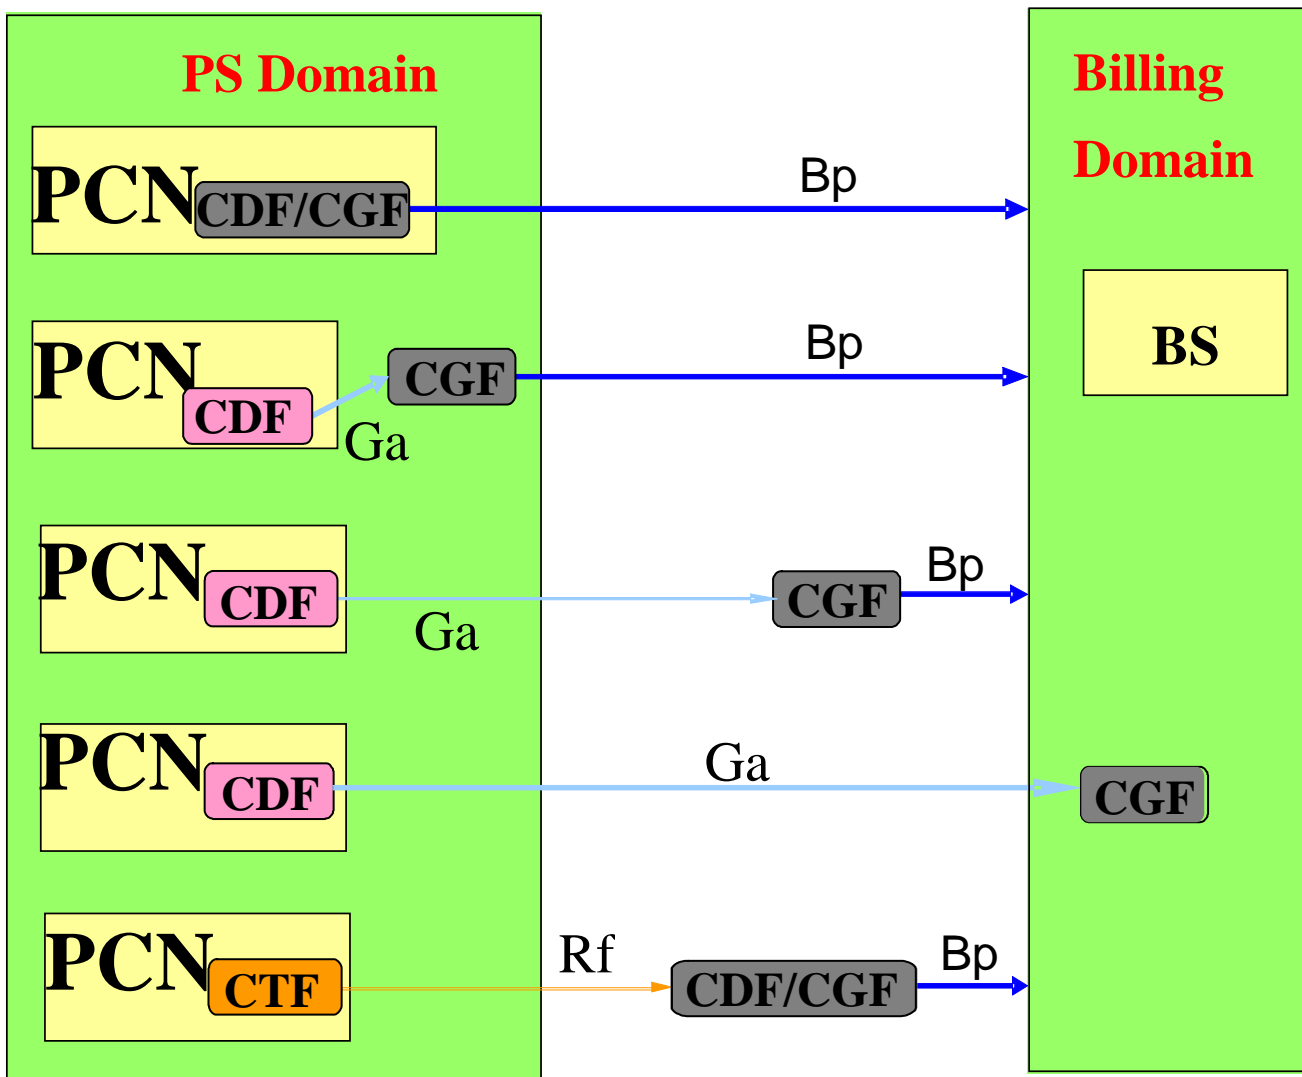 PS Domain
Billing
Domain
PCN
CDF/CGF
Bp
PCN
CDF
Ga
CGF
Bp
BS
PCN
CDF
Ga
CGF
Bp
PCN
CDF
Ga
CGF
PCN
CTF
Rf
CDF/CGF
Bp